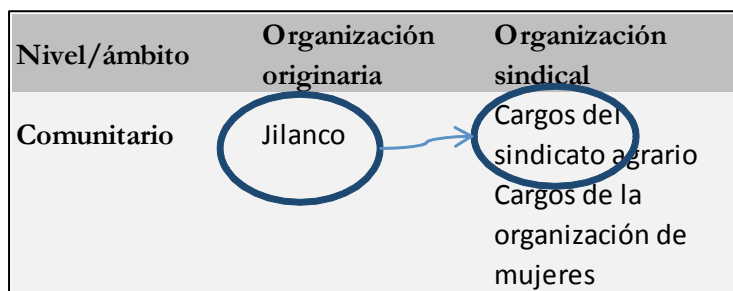 Nivel/ámbito
Organización
originaria
Organización
sindical
Comunitario
Jilanco
Cargos del
sindicato agrario
Cargos de la
organización de
mujeres